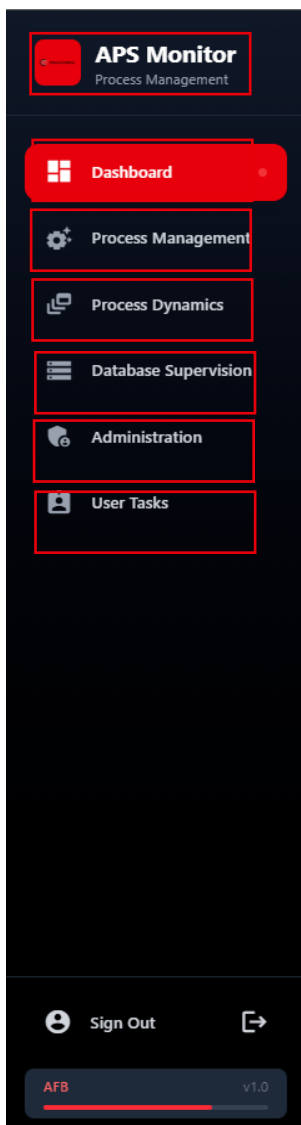 APS Monitor
Process Management
Dashboard
Process Management
Process Dynamics
Database Supervision
Administration
User Tasks
Sign Out
AFB v1.0